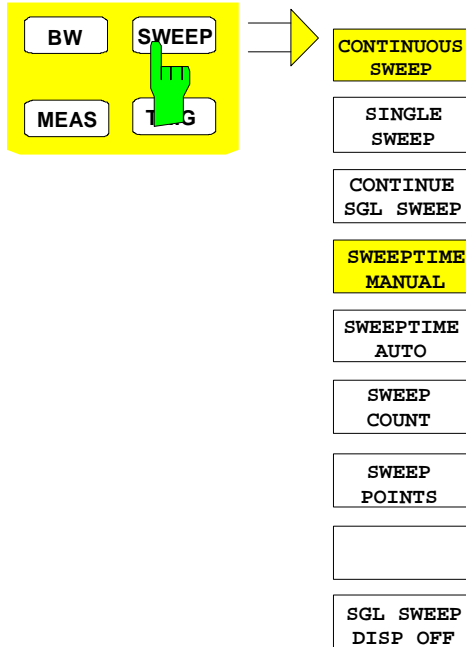 BW
SWEEP
MEAS
CONTINUOUS
SWEEP
SINGLE
SWEEP
CONTINUE
SGL SWEEP
SWEEPTIME
MANUAL
SWEEPTIME
AUTO
SWEEP
COUNT
SWEEP
POINTS
SGL SWEEP
DISP OFF